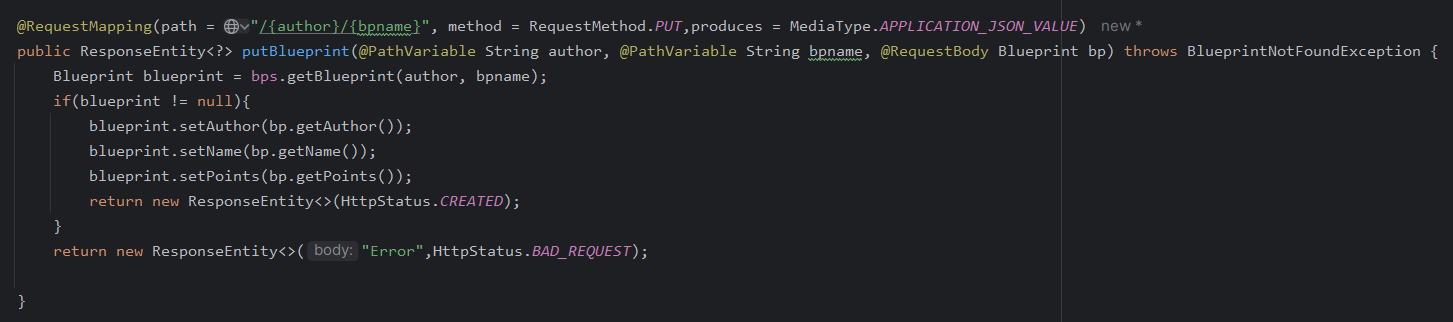 @RequestMapping(path = "/{author}/{bpname}", method = RequestMethod.PUT,produces = MediaType.APPLICATION_JSON_VALUE) new *
public ResponseEntity<?> putBlueprint(@PathVariable String author, @PathVariable String bpname, @RequestBody Blueprint bp) throws BlueprintNotFoundException {
    Blueprint blueprint = bps.getBlueprint(author, bpname);
    if(blueprint != null){
        blueprint.setAuthor(bp.getAuthor());
        blueprint.setName(bp.getName());
        blueprint.setPoints(bp.getPoints());
        return new ResponseEntity<>(HttpStatus.CREATED);
    }
    return new ResponseEntity<>( body: "Error",HttpStatus.BAD_REQUEST);
}